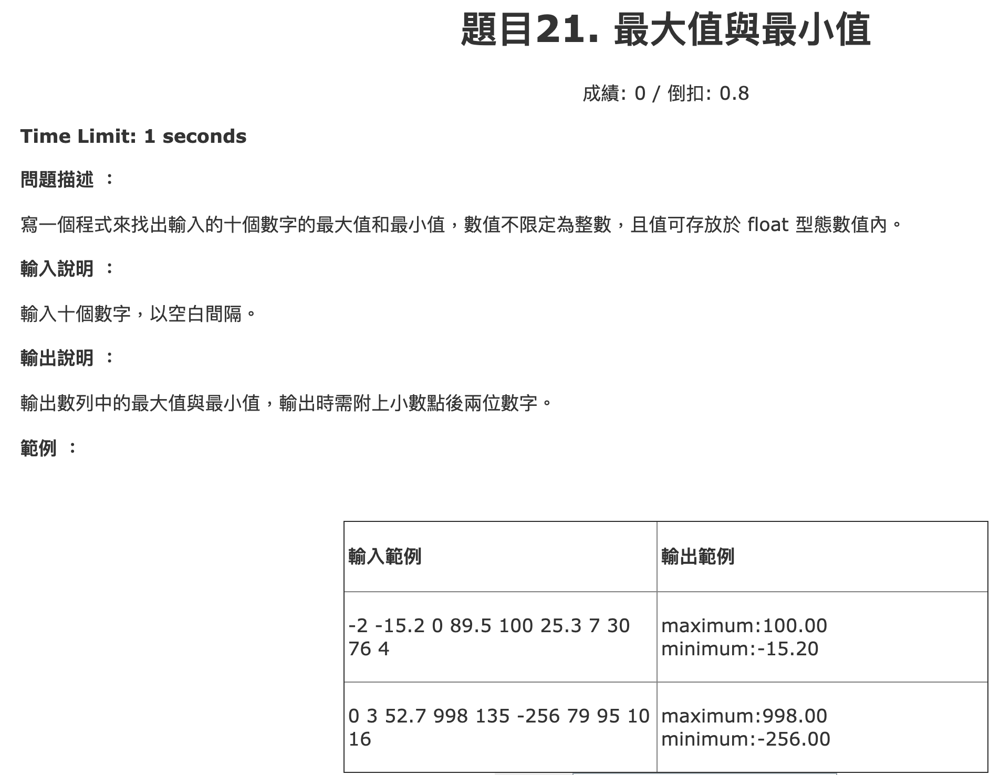 題目21. 最大值與最小值
成績: 0 / 倒扣: 0.8
Time Limit: 1 seconds
問題描述 ：
寫一個程式來找出輸入的十個數字的最大值和最小值，數值不限定為整數，且值可存放於 float 型態數值內。
輸入說明 ：
輸入十個數字，以空白間隔。
輸出說明 ：
輸出數列中的最大值與最小值，輸出時需附上小數點後兩位數字。
範例 ：
輸入範例
輸出範例
-2 -15.2 0 89.5 100 25.3 7 30
76 4
maximum:100.00
minimum:-15.20
0 3 52.7 998 135 -256 79 95 10
16
maximum:998.00
minimum:-256.00